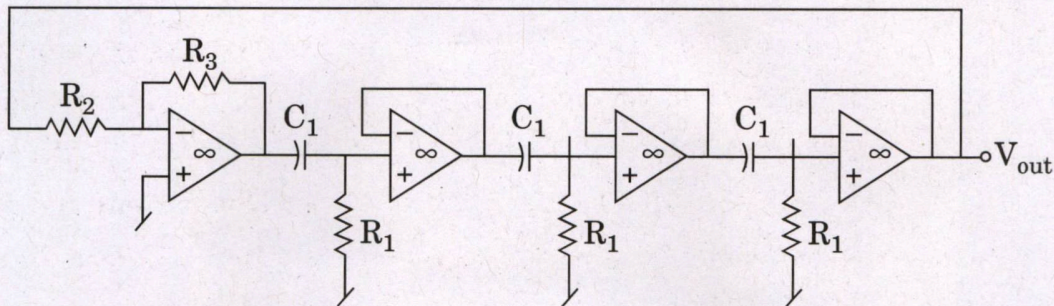 R3
R2
C1
C1
C1
− ∞ +
− ∞ +
− ∞ +
− ∞ +
Vout
R1
R1
R1